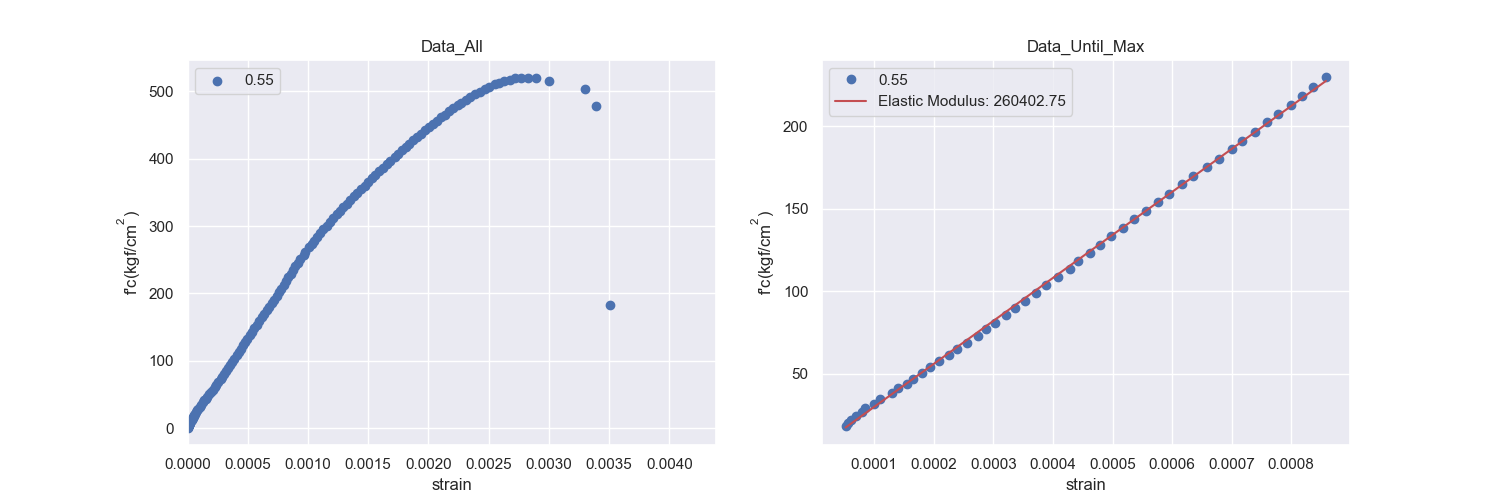 Data_All
0.55
500
400
300
200
100
0
f'c(kgf/cm²)
0.0000 0.0005 0.0010 0.0015 0.0020 0.0025 0.0030 0.0035 0.0040
strain
Data_Until_Max
0.55
Elastic Modulus: 260402.75
200
150
100
50
f'c(kgf/cm²)
0.0001 0.0002 0.0003 0.0004 0.0005 0.0006 0.0007 0.0008
strain